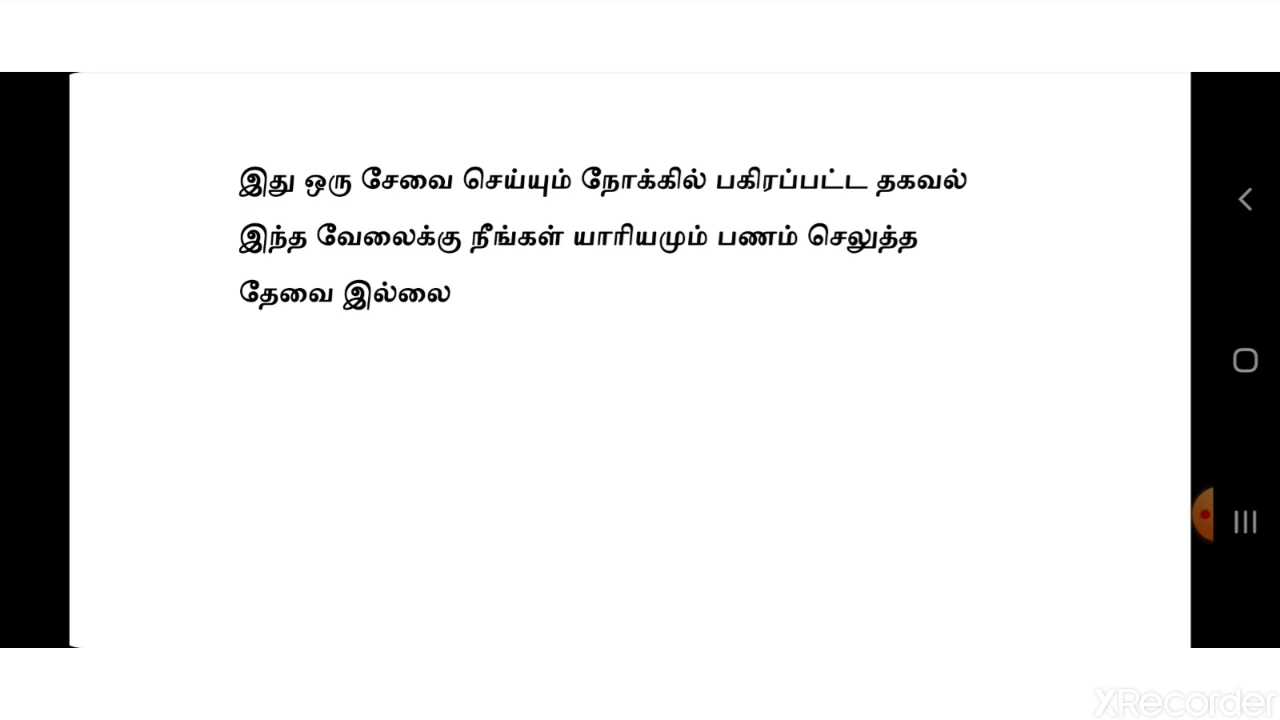 இது ஒரு சேவை செய்யும் நோக்கில் பகிரப்பட்ட தகவல்
இந்த வேலைக்கு நீங்கள் யாரியமும் பணம் செலுத்த
தேவை இல்லை
XRecorder